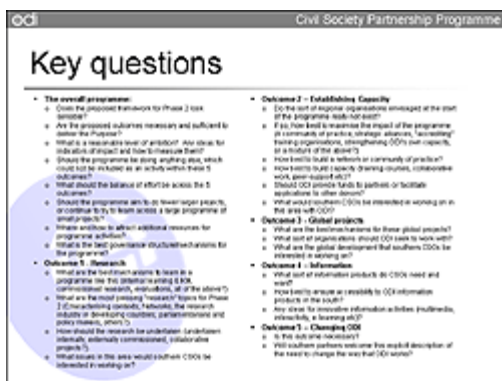 odi
Civil Society Partnership Programme
Key questions
The overall programme:
Does the proposed framework for Phase 2 look
sensible?
Are the proposed outcomes necessary and sufficient to
deliver the Purpose?
What is a reasonable level of ambition? Any ideas for
indicators of impact and how to measure them?
Should the programme be doing anything else, which
could not be included as an activity within these 5
outcomes?
What should the balance of effort be across the 5
outcomes?
Should the programme aim to do fewer larger projects,
or continue to try to learn across a large programme of
small projects?
Where and how to attract additional resources for
programme activities?
What is the best governance structure/mechanisms for
the programme?
Outcome 1 - Research
What are the best mechanisms to learn in a
programme like this (internal learning &
commissioned research, evaluations, all of the above?)
What are the most pressing "research" topics for Phase
2 (Characterising contexts, Networks, the research
industry in developing countries, parliamentarians and
policy makers, others?)
How should the research be undertaken (undertaken
internally, externally commissioned, collaborative
projects?)
What issues in this area would southern CSOs be
interested in working on?
Outcome 2 – Establishing Capacity
Do the sort of regional organisations envisaged at the start
of the programme really not exist?
If so, how best to maximise the impact of the programme
(a community of practice, strategic alliances, "accrediting"
training organisations, strengthening ODI's own capacity,
or a mixture of the above?)
How best to build a network or community of practice?
How best to build capacity (training courses, collaborative
work, peer-support etc)?
Should ODI provide funds to partners or facilitate
applications to other donors?
What would southern CSOs be interested in working on in
this area with ODI?
Outcome 3 - Global projects
What are the best mechanisms for these global projects?
What sort of organisations should ODI seek to work with?
What are the global development that southern CSOs be
interested in working on?
Outcome 4 – Information
What sort of information products do CSOs need and
want?
How best to ensure accessibility to ODI information
products in the south?
Any ideas for innovative information activities (multimedia,
interactivity, e-learning etc)?
Outcome 5 – Changing ODI
Is this outcome necessary?
Will southern partners welcome this explicit description of
the need to change the way that ODI works?